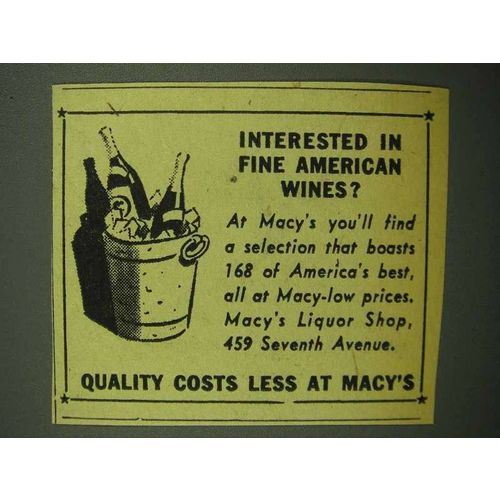 INTERESTED IN
FINE AMERICAN
WINES?
At Macy's you'll find
a selection that boasts
168 of America's best,
all at Macy-low prices.
Macy's Liquor Shop,
459 Seventh Avenue.
QUALITY COSTS LESS AT MACY'S